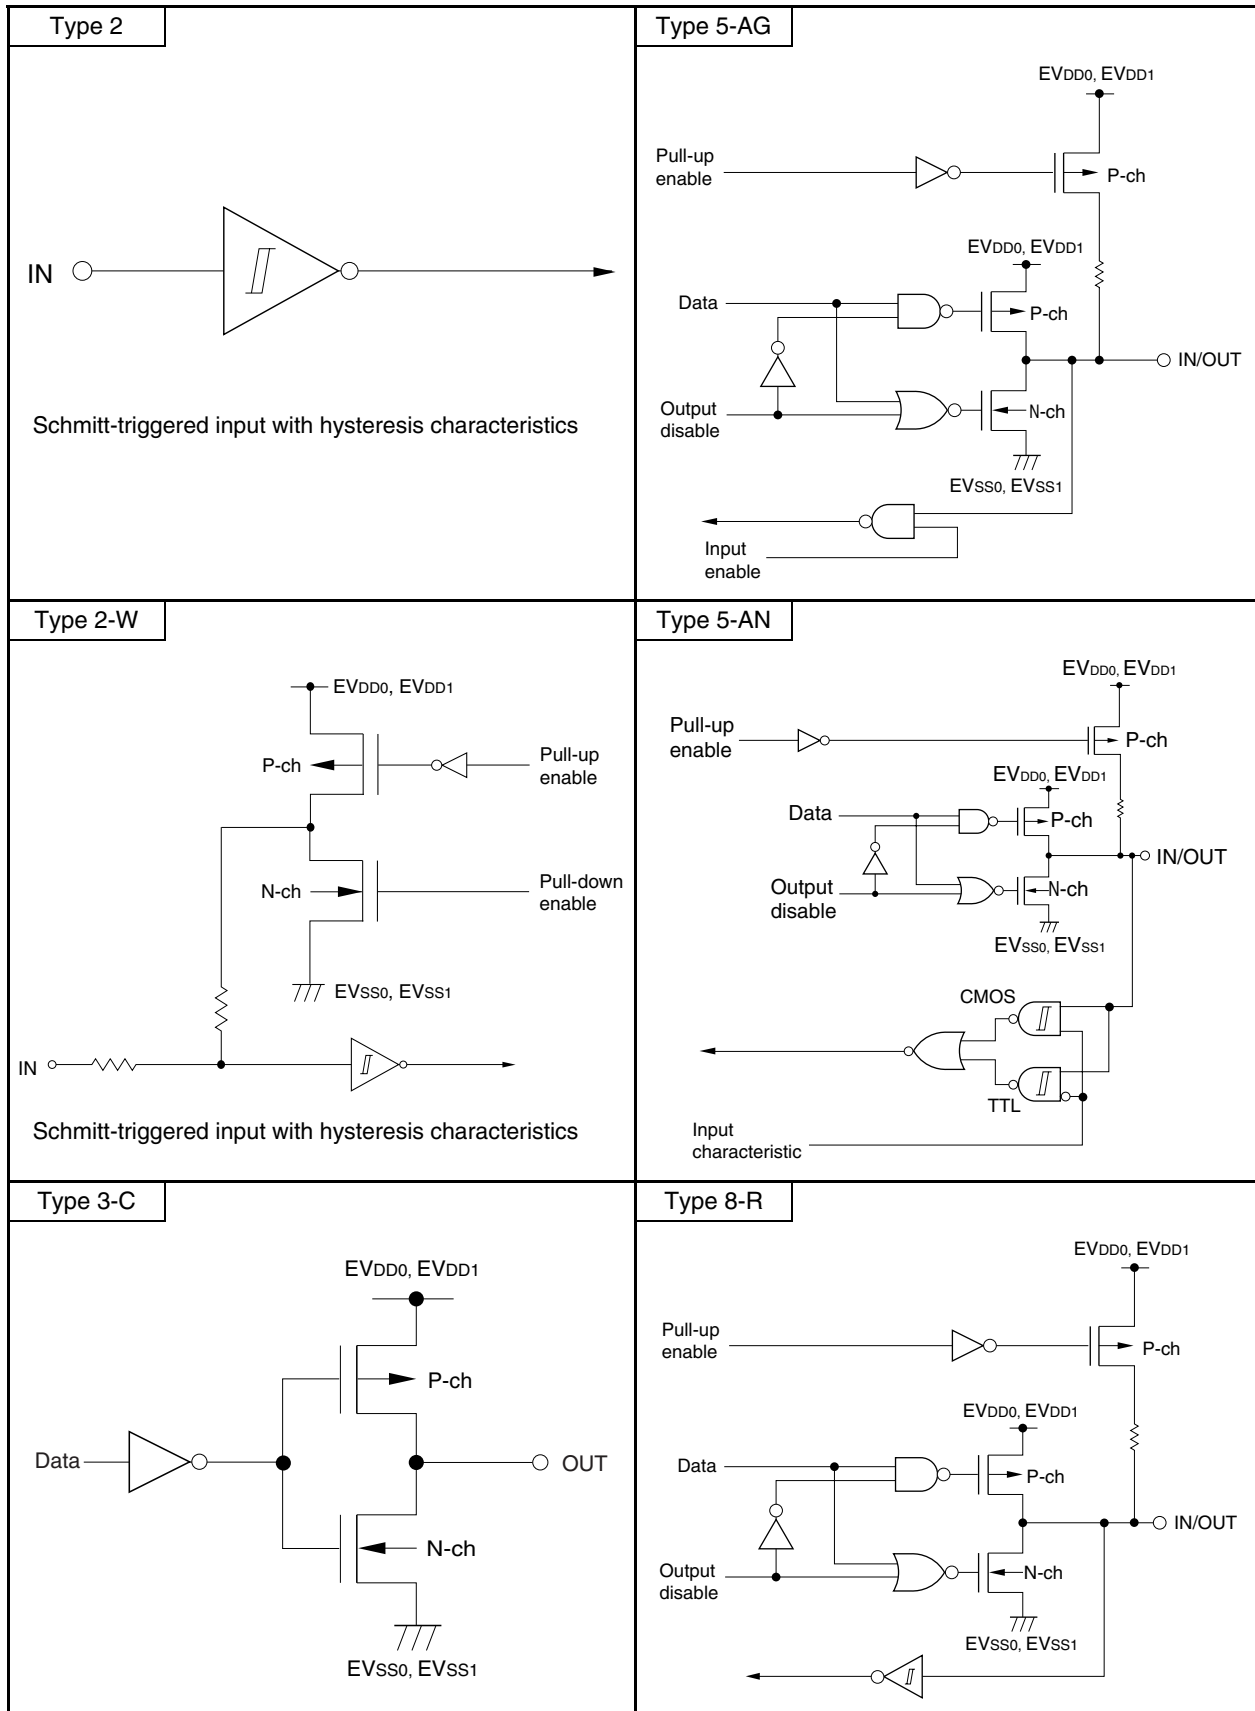 Type 2
IN
Schmitt-triggered input with hysteresis characteristics
Type 5-AG
EVDD0, EVDD1
Pull-up
enable
P-ch
EVDD0, EVDD1
Data
P-ch
IN/OUT
Output
disable
N-ch
EVSS0, EVSS1
Input
enable
Type 2-W
EVDD0, EVDD1
P-ch
Pull-up
enable
N-ch
Pull-down
enable
EVSS0, EVSS1
IN
Schmitt-triggered input with hysteresis characteristics
Type 5-AN
EVDD0, EVDD1
Pull-up
enable
P-ch
EVDD0, EVDD1
Data
P-ch
IN/OUT
Output
disable
N-ch
EVSS0, EVSS1
CMOS
TTL
Input
characteristic
Type 3-C
EVDD0, EVDD1
P-ch
Data
OUT
N-ch
EVSS0, EVSS1
Type 8-R
EVDD0, EVDD1
Pull-up
enable
P-ch
EVDD0, EVDD1
Data
P-ch
IN/OUT
Output
disable
N-ch
EVSS0, EVSS1